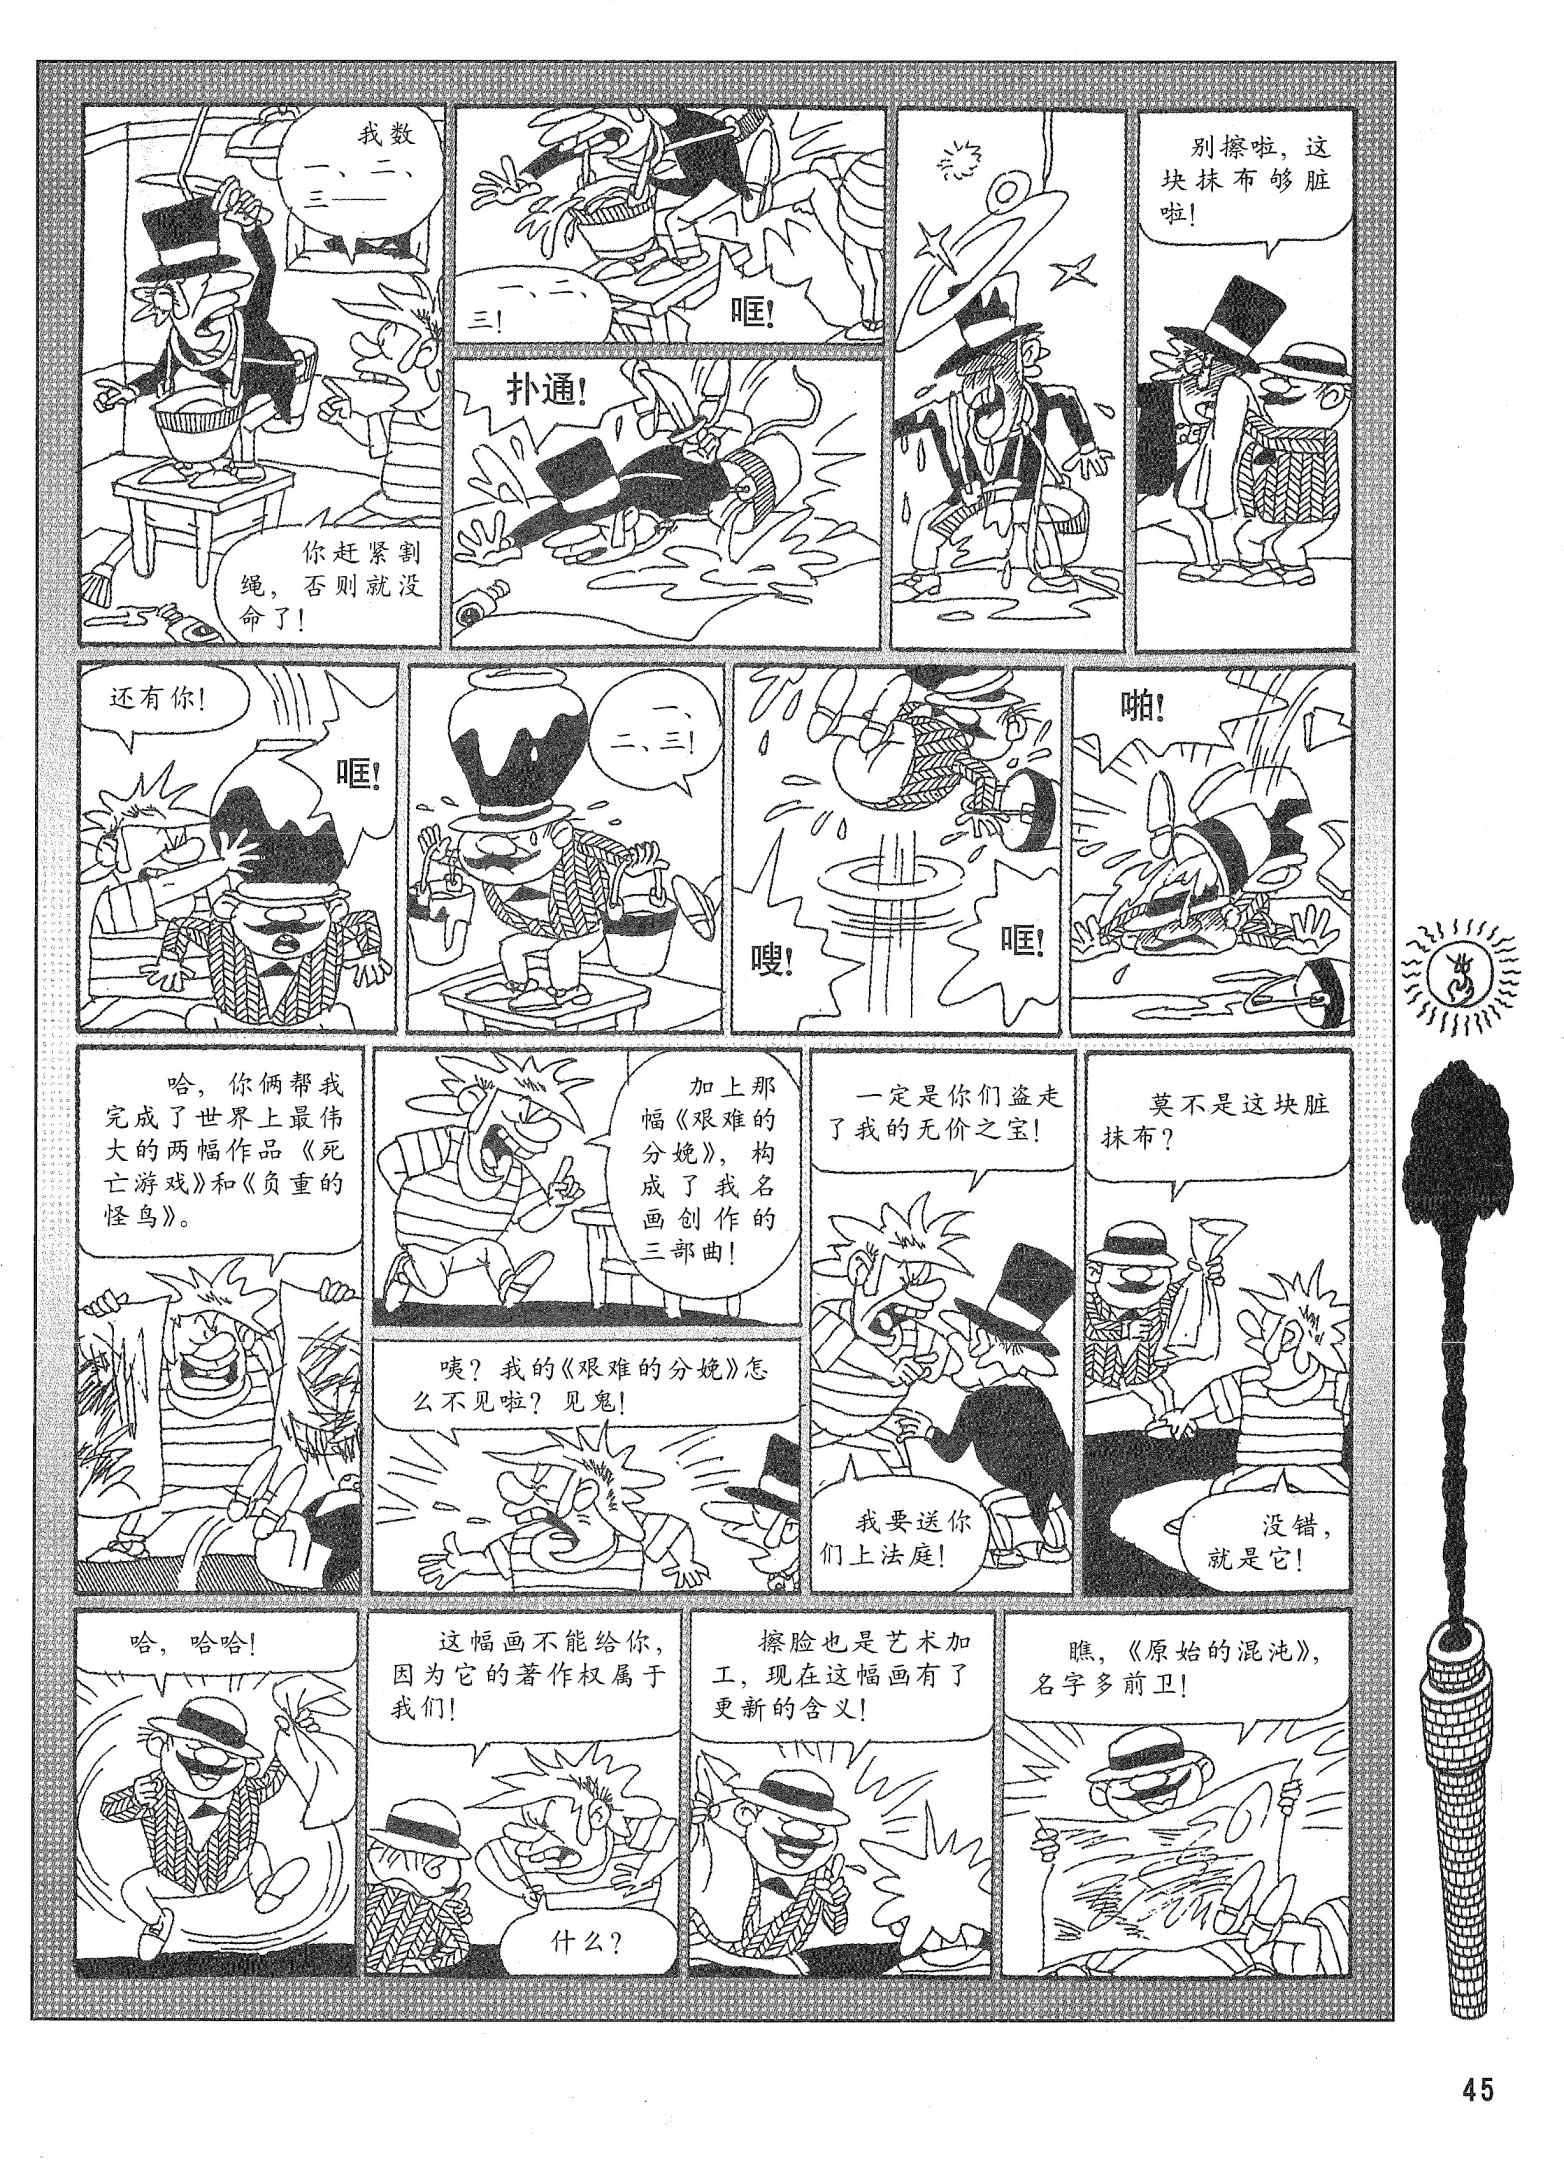 我数
一、二、
三——
你赶紧割
绳，否则就没
命了！
一、二、
三！
哐！
扑通！
别擦啦，这
块抹布够脏
啦！
还有你！
哐！
一、
二、三！
嗖！
哐！
啪！
哈，你俩帮我
完成了世界上最伟
大的两幅作品《死
亡游戏》和《负重的
怪鸟》。
加上那
幅《艰难的
分娩》，构
成了我名
画创作的
三部曲！
咦？我的《艰难的分娩》怎
么不见啦？见鬼！
一定是你们盗走
了我的无价之宝！
我要送你
们上法庭！
莫不是这块脏
抹布？
没错，
就是它！
哈，哈哈！
这幅画不能给你，
因为它的著作权属于
我们！
什么？
擦脸也是艺术加
工，现在这幅画有了
更新的含义！
瞧，《原始的混沌》，
名字多前卫！
45